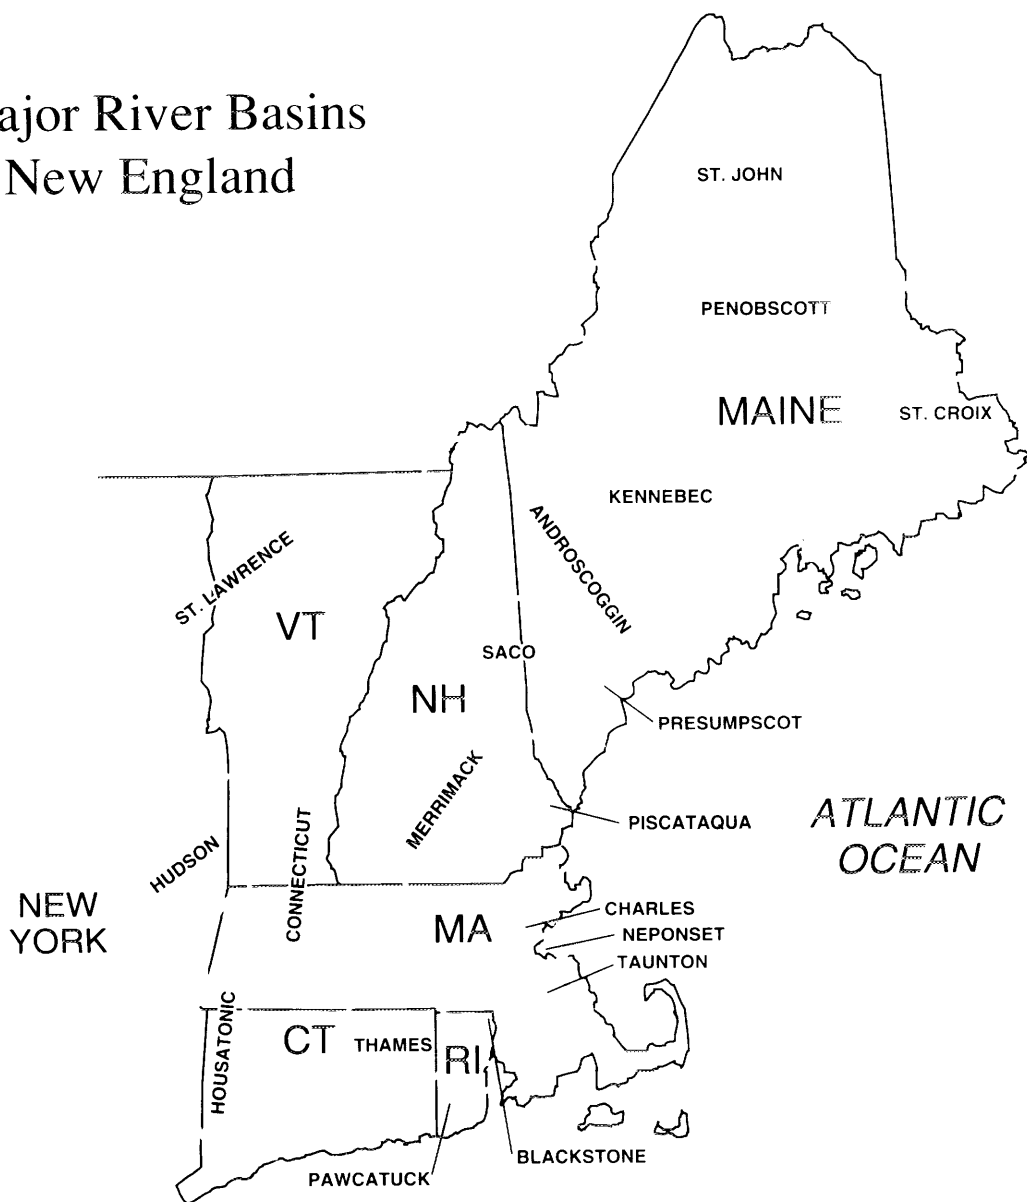 ajor River Basins
New England
ST. JOHN
PENOBSCOTT
MAINE
ST. CROIX
KENNEBEC
ANDROSCOGGIN
ST. LAWRENCE
VT
SACO
NH
PRESUMPSCOT
MERRIMACK
PISCATAQUA
ATLANTIC
OCEAN
HUDSON
CONNECTICUT
NEW
YORK
MA
CHARLES
NEPONSET
TAUNTON
HOUSATONIC
CT
THAMES
RI
BLACKSTONE
PAWCATUCK